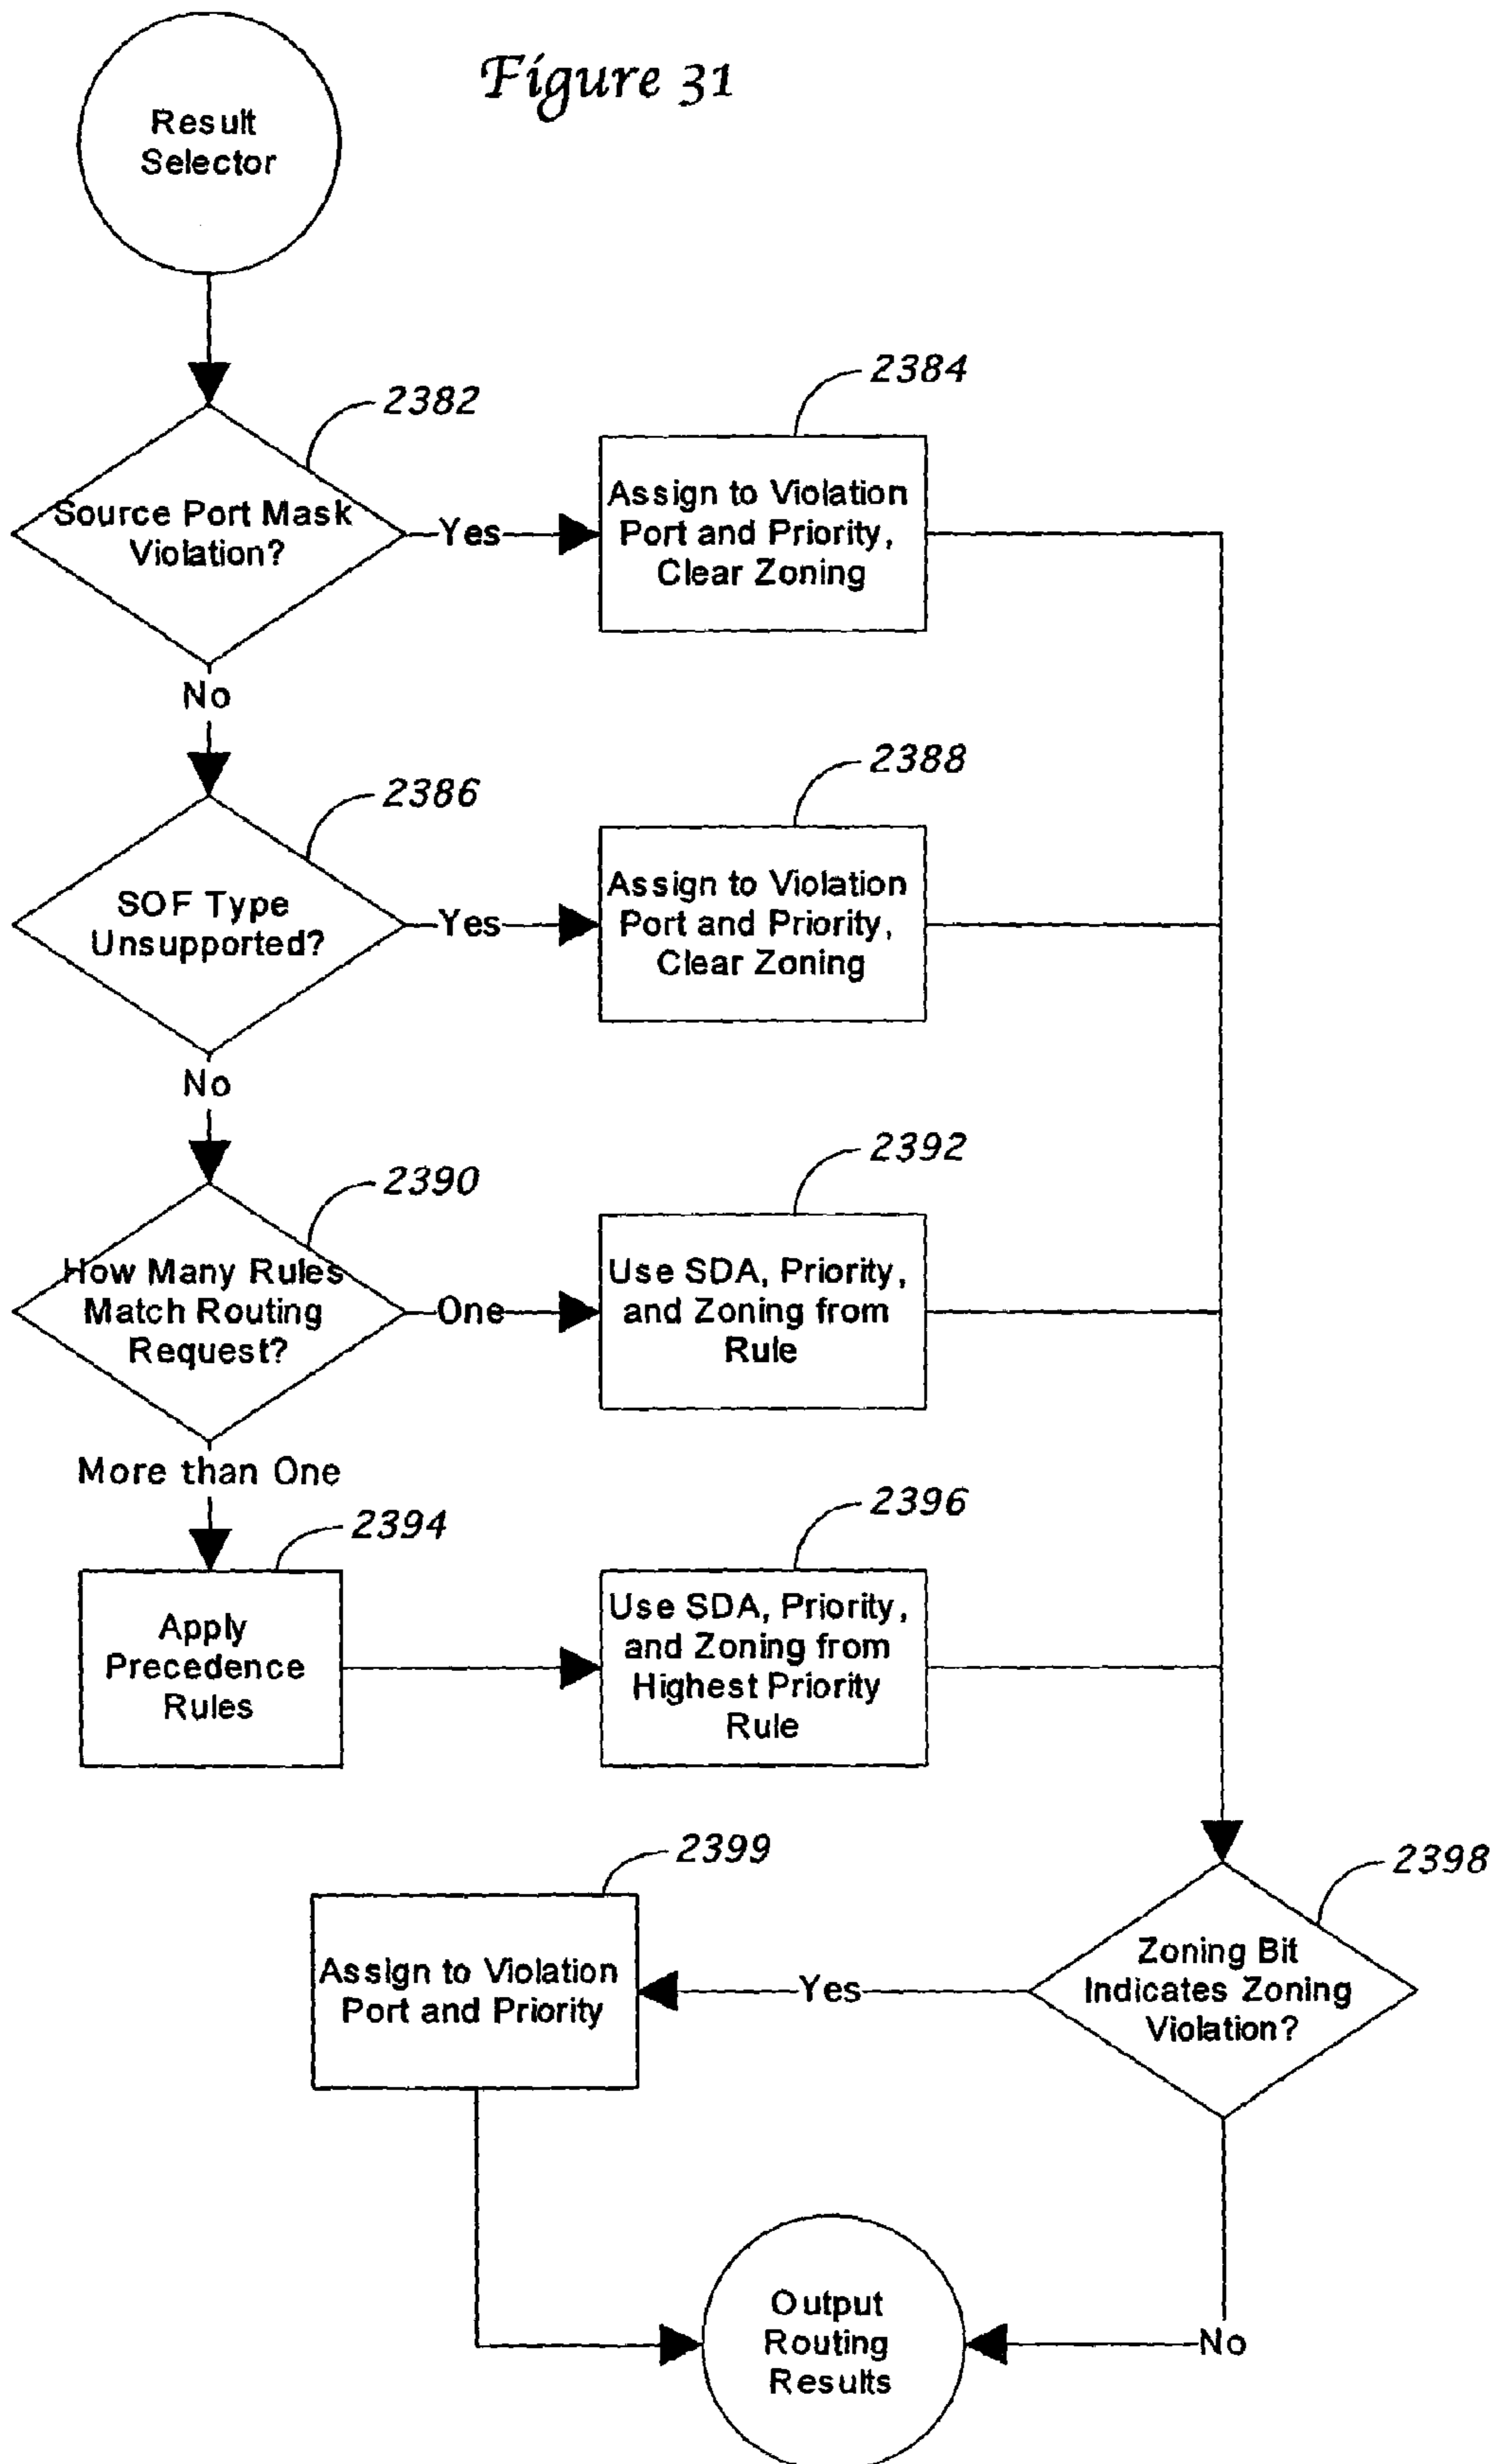 Figure 31
Result
Selector
2382
2384
Source Port Mask
Violation?
Yes
Assign to Violation
Port and Priority,
Clear Zoning
No
2386
2388
SOF Type
Unsupported?
Yes
Assign to Violation
Port and Priority,
Clear Zoning
No
2390
2392
How Many Rules
Match Routing
Request?
One
Use SDA, Priority,
and Zoning from
Rule
More than One
2394
2396
Apply
Precedence
Rules
Use SDA, Priority,
and Zoning from
Highest Priority
Rule
2399
2398
Assign to Violation
Port and Priority
Yes
Zoning Bit
Indicates Zoning
Violation?
Output
Routing
Results
No